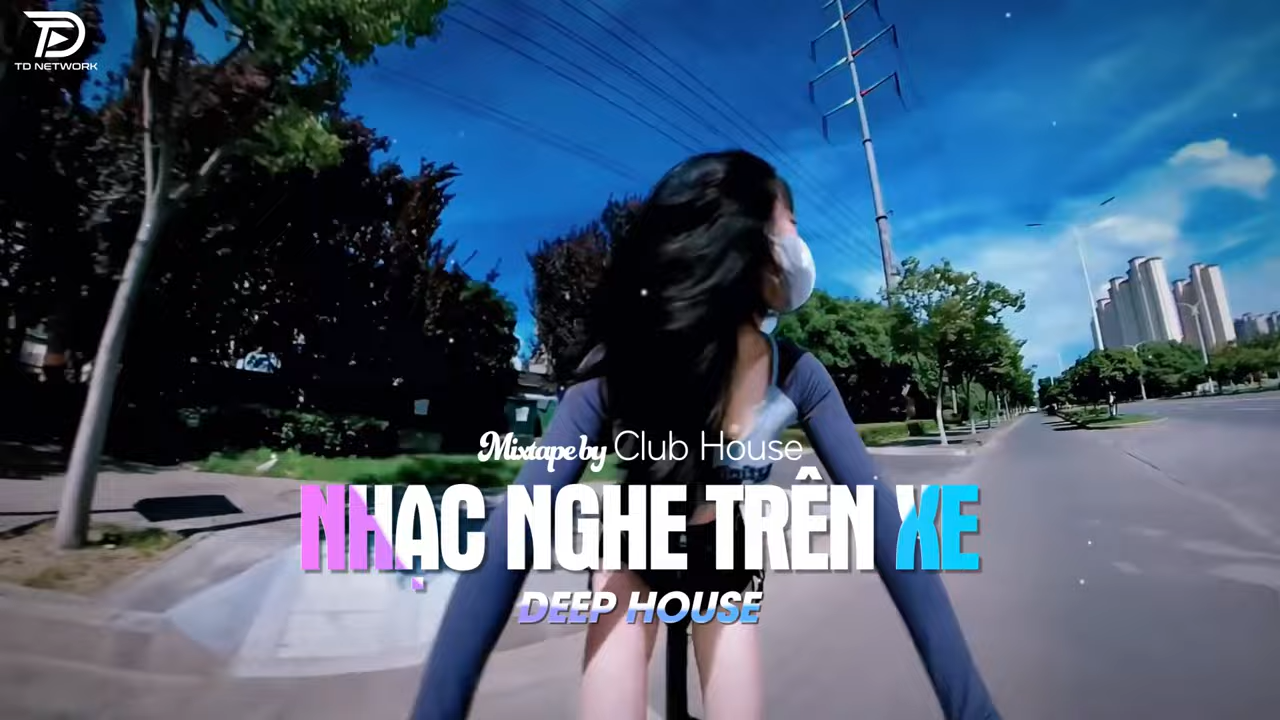 TD NETWORK
Mixtape by Club House
NHẠC NGHE TRÊN XE
DEEP HOUSE